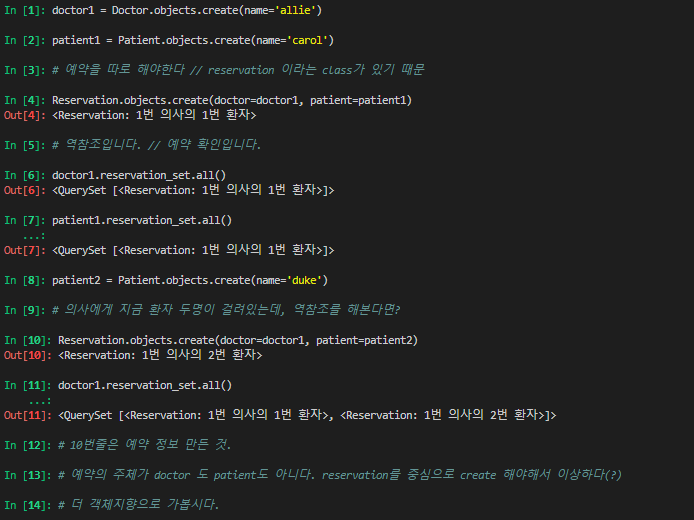 In [1]: doctor1 = Doctor.objects.create(name='allie')
In [2]: patient1 = Patient.objects.create(name='carol')
In [3]: # 예약을 따로 해야한다 // reservation 이라는 class가 있기 때문
In [4]: Reservation.objects.create(doctor=doctor1, patient=patient1)
Out[4]: <Reservation: 1번 의사의 1번 환자>
In [5]: # 역참조입니다. // 예약 확인입니다.
In [6]: doctor1.reservation_set.all()
Out[6]: <QuerySet [<Reservation: 1번 의사의 1번 환자>]>
In [7]: patient1.reservation_set.all()
...:
Out[7]: <QuerySet [<Reservation: 1번 의사의 1번 환자>]>
In [8]: patient2 = Patient.objects.create(name='duke')
In [9]: # 의사에게 지금 환자 두명이 걸려있는데, 역참조를 해본다면?
In [10]: Reservation.objects.create(doctor=doctor1, patient=patient2)
Out[10]: <Reservation: 1번 의사의 2번 환자>
In [11]: doctor1.reservation_set.all()
...:
Out[11]: <QuerySet [<Reservation: 1번 의사의 1번 환자>, <Reservation: 1번 의사의 2번 환자>]>
In [12]: # 10번줄은 예약 정보 만든 것.
In [13]: # 예약의 주체가 doctor 도 patient도 아니다. reservation를 중심으로 create 해야해서 이상하다(?)
In [14]: # 더 객체지향으로 가봅시다.